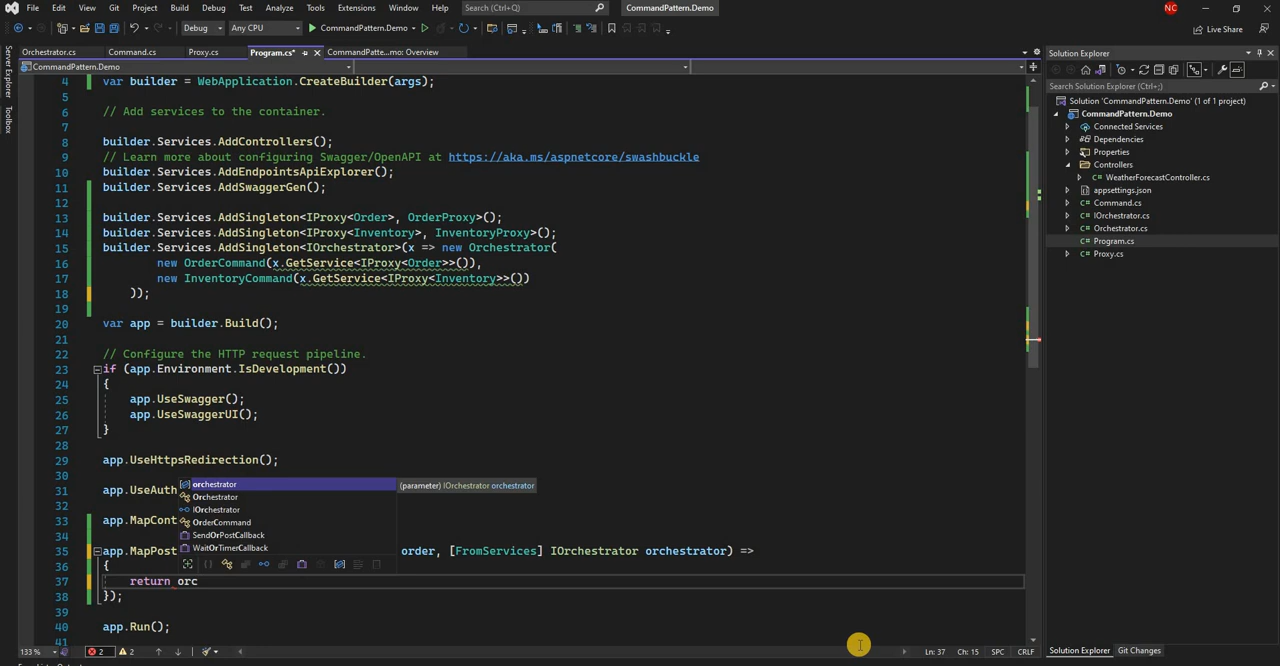 File Edit View Git Project Build Debug Test Analyze Tools Extensions Window Help Search (Ctrl+Q) CommandPattern.Demo NC
Debug Any CPU CommandPattern.Demo Live Share
Orchestrator.cs Command.cs Proxy.cs Program.cs* CommandPatte...mo: Overview
CommandPattern.Demo
Server Explorer
Toolbox
4 var builder = WebApplication.CreateBuilder(args);
5
6 // Add services to the container.
7
8 builder.Services.AddControllers();
9 // Learn more about configuring Swagger/OpenAPI at https://aka.ms/aspnetcore/swashbuckle
10 builder.Services.AddEndpointsApiExplorer();
11 builder.Services.AddSwaggerGen();
12
13 builder.Services.AddSingleton<IProxy<Order>, OrderProxy>();
14 builder.Services.AddSingleton<IProxy<Inventory>, InventoryProxy>();
15 builder.Services.AddSingleton<IOrchestrator>(x => new Orchestrator(
16 new OrderCommand(x.GetService<IProxy<Order>>()),
17 new InventoryCommand(x.GetService<IProxy<Inventory>>())
18 ));
19
20 var app = builder.Build();
21
22 // Configure the HTTP request pipeline.
23 if (app.Environment.IsDevelopment())
24 {
25 app.UseSwagger();
26 app.UseSwaggerUI();
27 }
28
29 app.UseHttpsRedirection();
30
31 app.UseAuth
32
33 app.MapCont
34
35 app.MapPost order, [FromServices] IOrchestrator orchestrator) =>
36 {
37 return orc
38 });
39
40 app.Run();
41
orchestrator
Orchestrator
IOrchestrator
OrderCommand
SendOrPostCallback
WaitOrTimerCallback
(parameter) IOrchestrator orchestrator
133 % 2 2 Ln: 37 Ch: 15 SPC CRLF
Solution Explorer
Search Solution Explorer (Ctrl+;)
Solution 'CommandPattern.Demo' (1 of 1 project)
CommandPattern.Demo
Connected Services
Dependencies
Properties
Controllers
WeatherForecastController.cs
appsettings.json
Command.cs
IOrchestrator.cs
Orchestrator.cs
Program.cs
Proxy.cs
Solution Explorer Git Changes